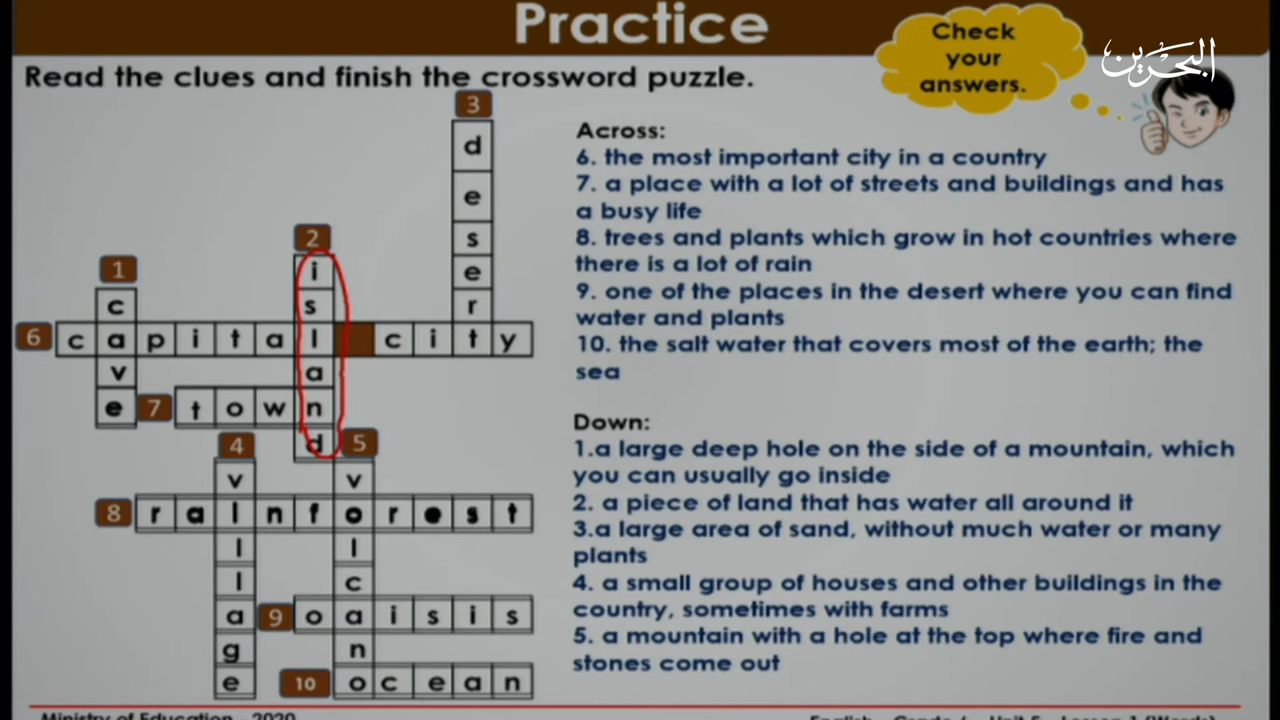 Practice
Check
your
answers.
البحرين
Read the clues and finish the crossword puzzle.
3
d
e
s
e
r
2
i
s
1
c
6 c a p i t a l c i t y
v a
e 7 t o w n
4 d 5
v v
8 r a i n f o r e s t
l l
l c
a 9 o a i s i s
g n
e 10 o c e a n
Across:
6. the most important city in a country
7. a place with a lot of streets and buildings and has
a busy life
8. trees and plants which grow in hot countries where
there is a lot of rain
9. one of the places in the desert where you can find
water and plants
10. the salt water that covers most of the earth; the
sea
Down:
1.a large deep hole on the side of a mountain, which
you can usually go inside
2. a piece of land that has water all around it
3.a large area of sand, without much water or many
plants
4. a small group of houses and other buildings in the
country, sometimes with farms
5. a mountain with a hole at the top where fire and
stones come out
Ministry of Education - 2020
English - Grade 6 - Unit 5 - Lesson 1 (Words)